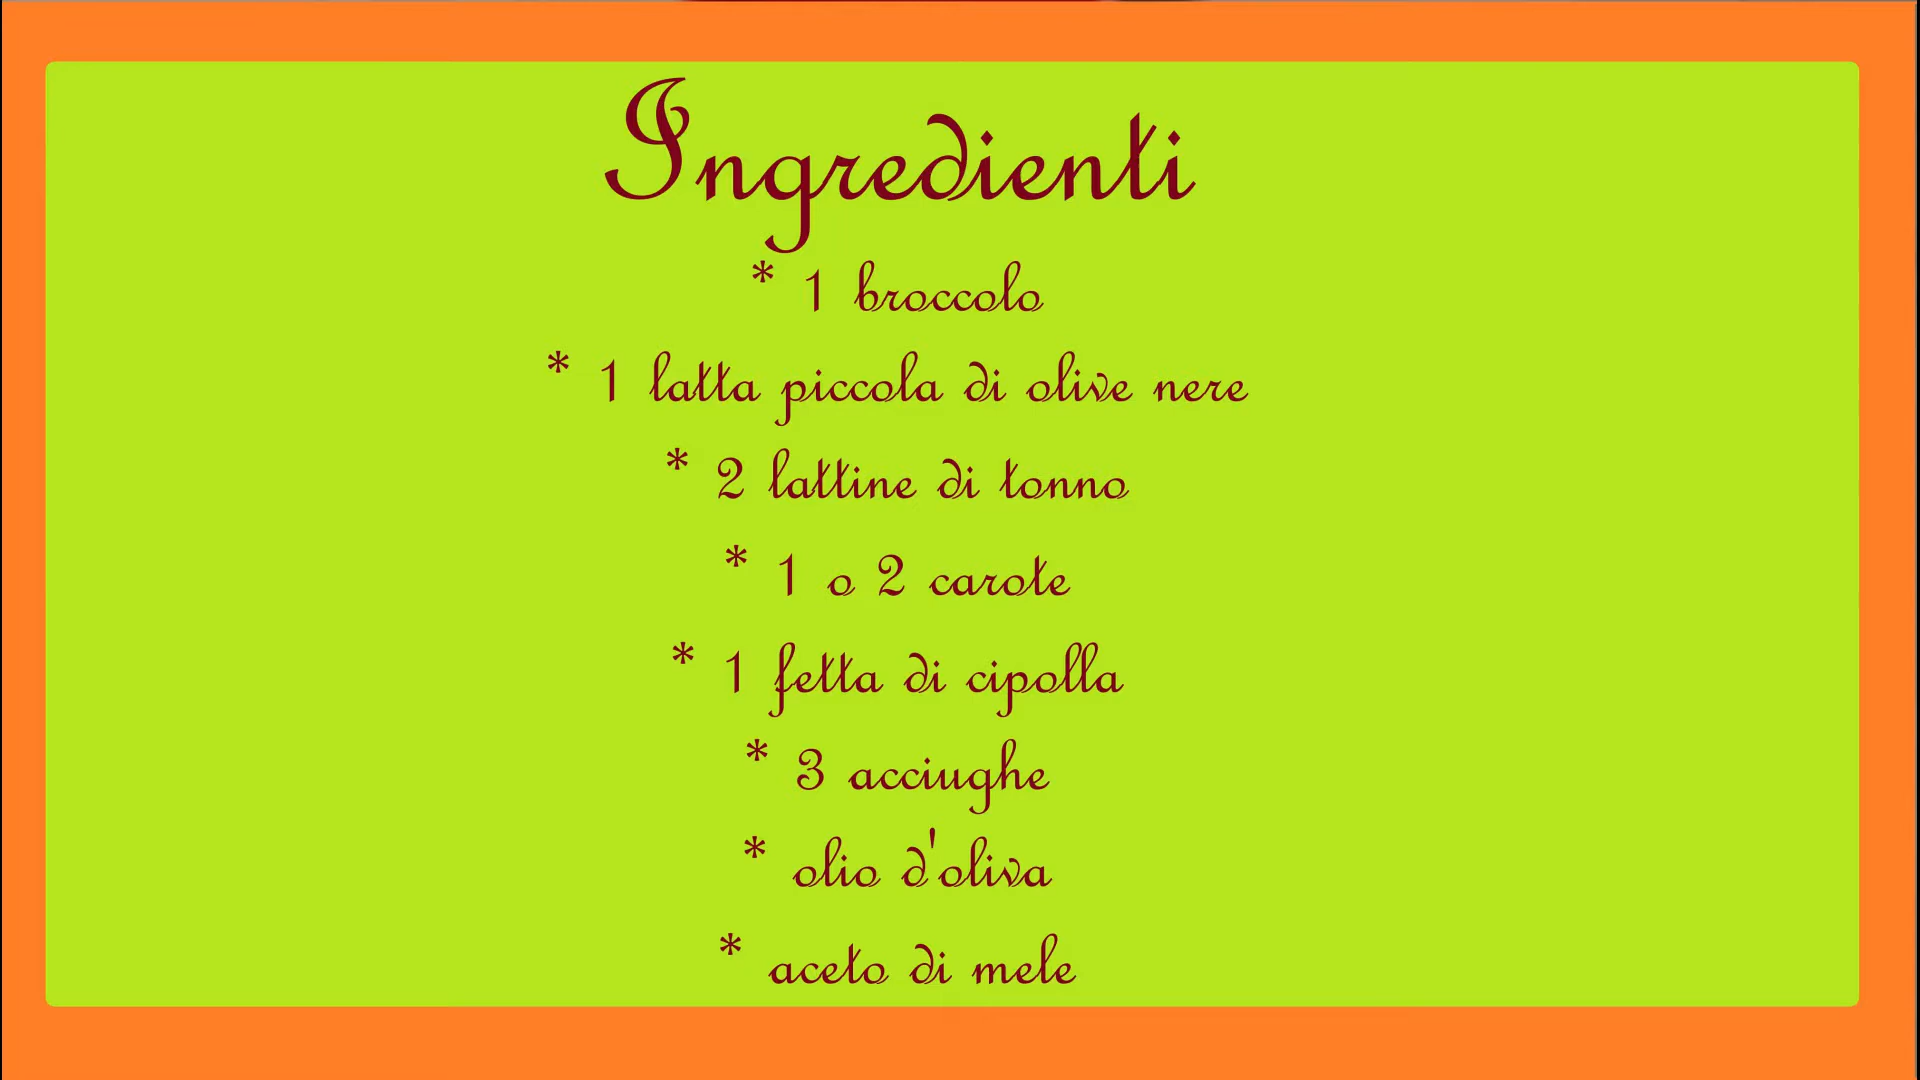 Ingredienti
* 1 broccolo
* 1 latta piccola di olive nere
* 2 lattine di tonno
* 1 o 2 carote
* 1 fetta di cipolla
* 3 acciughe
* olio d'oliva
* aceto di mele